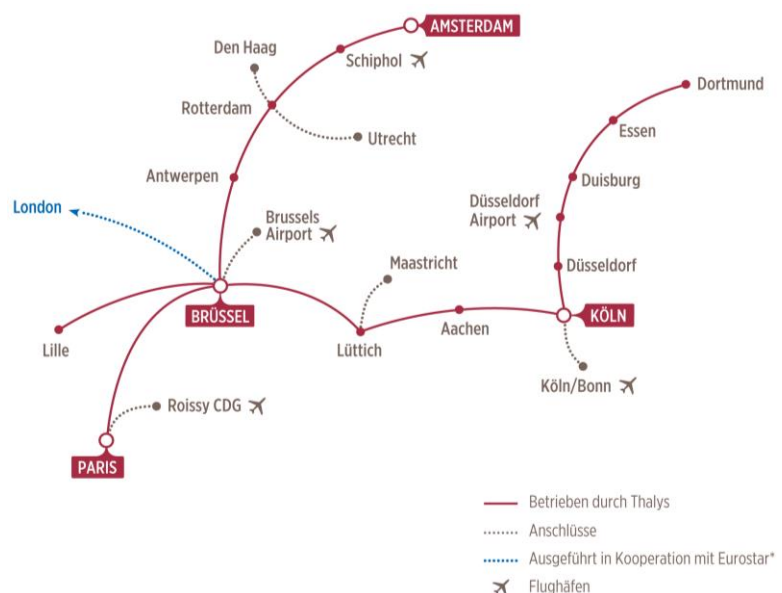 AMSTERDAM
Den Haag
Schiphol
Dortmund
Rotterdam
Essen
Utrecht
Antwerpen
Duisburg
London
Düsseldorf
Airport
Brussels
Airport
Maastricht
Düsseldorf
BRÜSSEL
KÖLN
Lille
Lüttich
Aachen
Köln/Bonn
Roissy CDG
PARIS
Betrieben durch Thalys
Anschlüsse
Ausgeführt in Kooperation mit Eurostar*
Flughäfen